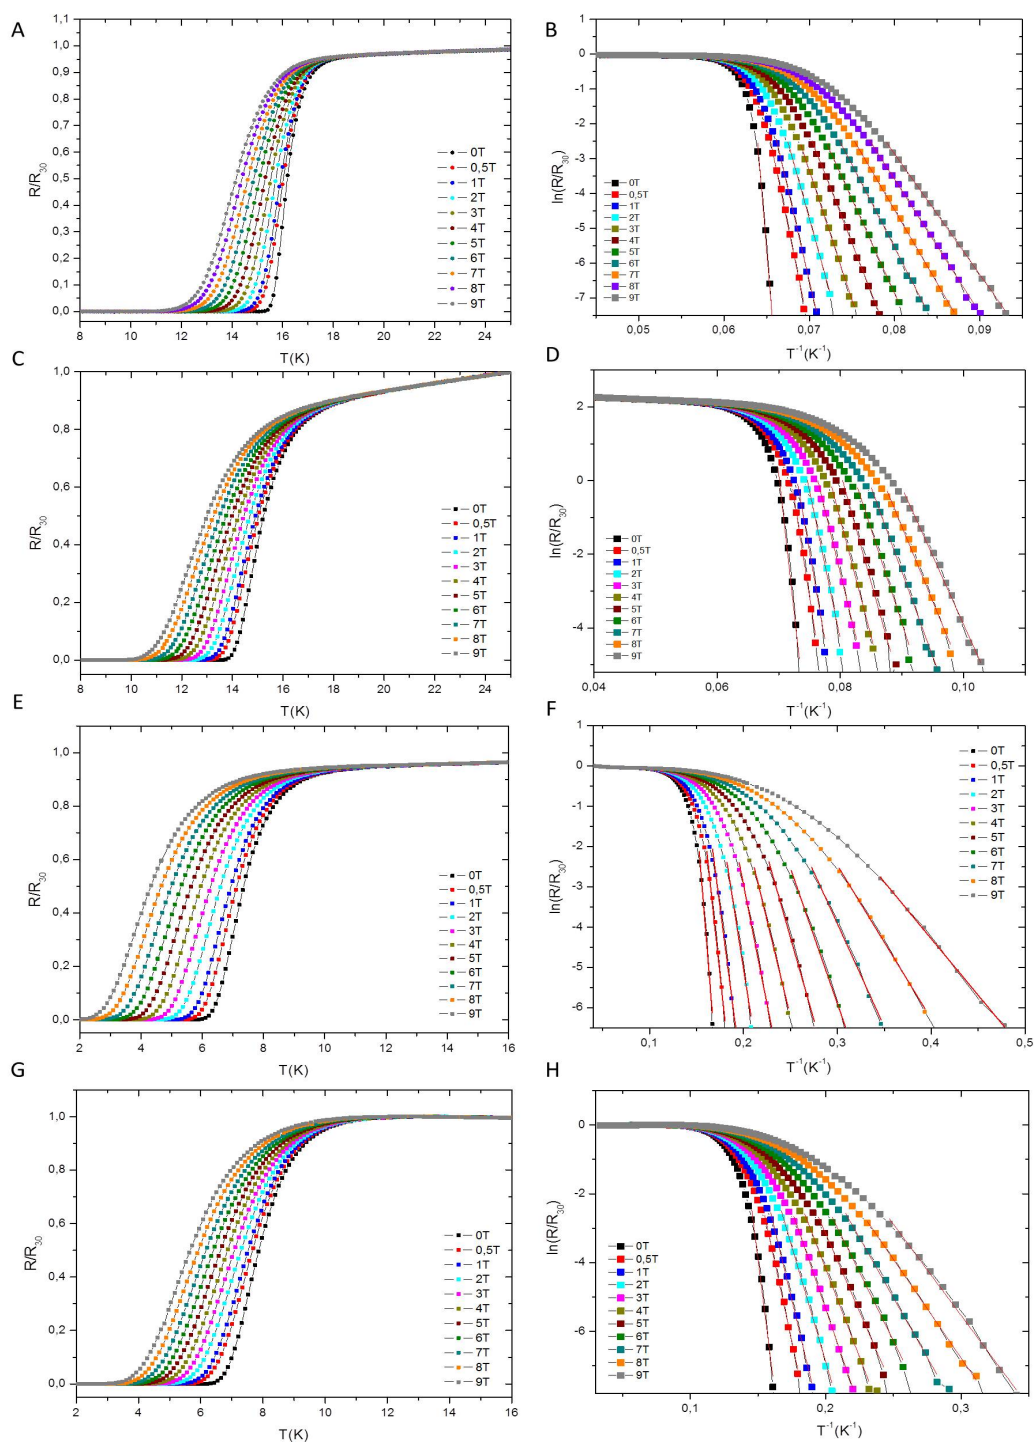 A
1,0
0,9
0,8
0,7
0,6
0,5
0,4
0,3
0,2
0,1
0,0
R/R30
8 10 12 14 16 18 20 22 24
T(K)
0T
0,5T
1T
2T
3T
4T
5T
6T
7T
8T
9T
B
1
0
-1
-2
-3
-4
-5
-6
-7
ln(R/R30)
0,05 0,06 0,07 0,08 0,09
T-1(K-1)
0T
0,5T
1T
2T
3T
4T
5T
6T
7T
8T
9T
C
1,0
0,8
0,6
0,4
0,2
0,0
R/R30
8 10 12 14 16 18 20 22 24
T(K)
0T
0,5T
1T
2T
3T
4T
5T
6T
7T
8T
9T
D
2
0
-2
-4
ln(R/R30)
0,04 0,06 0,08 0,10
T-1(K-1)
0T
0,5T
1T
2T
3T
4T
5T
6T
7T
8T
9T
E
1,0
0,8
0,6
0,4
0,2
0,0
R/R30
2 4 6 8 10 12 14 16
T(K)
0T
0,5T
1T
2T
3T
4T
5T
6T
7T
8T
9T
F
1
0
-1
-2
-3
-4
-5
-6
ln(R/R30)
0,1 0,2 0,3 0,4 0,5
T-1(K-1)
0T
0,5T
1T
2T
3T
4T
5T
6T
7T
8T
9T
G
1,0
0,8
0,6
0,4
0,2
0,0
R/R30
2 4 6 8 10 12 14 16
T(K)
0T
0,5T
1T
2T
3T
4T
5T
6T
7T
8T
9T
H
0
-2
-4
-6
ln(R/R30)
0,1 0,2 0,3
T-1(K-1)
0T
0,5T
1T
2T
3T
4T
5T
6T
7T
8T
9T